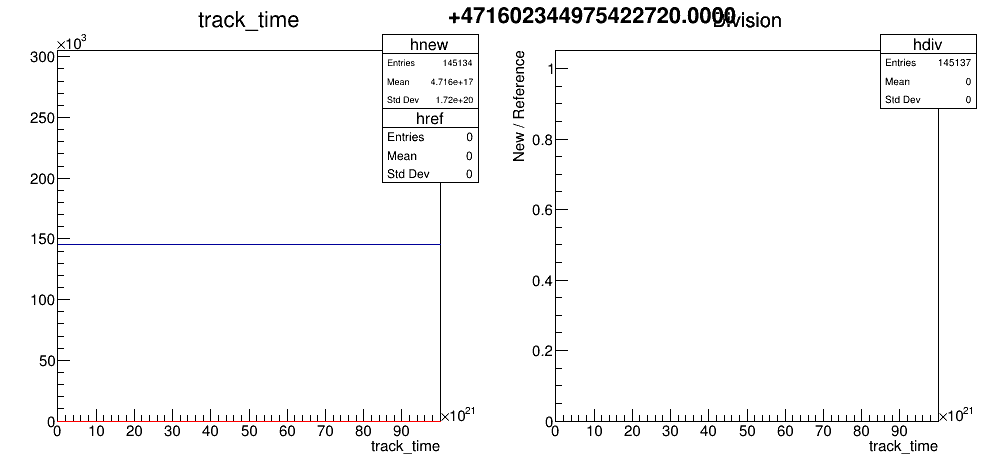 track_time
+471602344975422720.0000
Division
×10³
hnew
Entries 145134
Mean 4.716e+17
Std Dev 1.72e+20
href
Entries 0
Mean 0
Std Dev 0
300
250
200
150
100
50
0
0 10 20 30 40 50 60 70 80 90
×10²¹
track_time
hdiv
Entries 145137
Mean 0
Std Dev 0
New / Reference
1
0.8
0.6
0.4
0.2
0
0 10 20 30 40 50 60 70 80 90
×10²¹
track_time